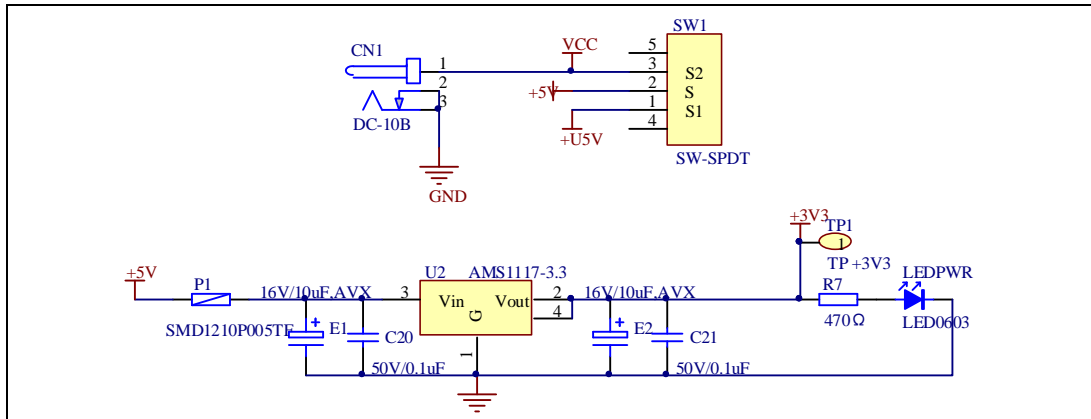 SW1
VCC
CN1
5
1
3
S2
2
+5V
2
S
3
1
S1
DC-10B
4
+U5V
SW-SPDT
GND
+3V3
TP1
1
+5V
P1
U2
AMS1117-3.3
TP +3V3
LEDPWR
R7
16V/10uF,AVX
3
Vin
Vout
2
16V/10uF,AVX
G
4
SMD1210P005TF
E1
C20
1
E2
C21
470Ω
LED0603
50V/0.1uF
50V/0.1uF